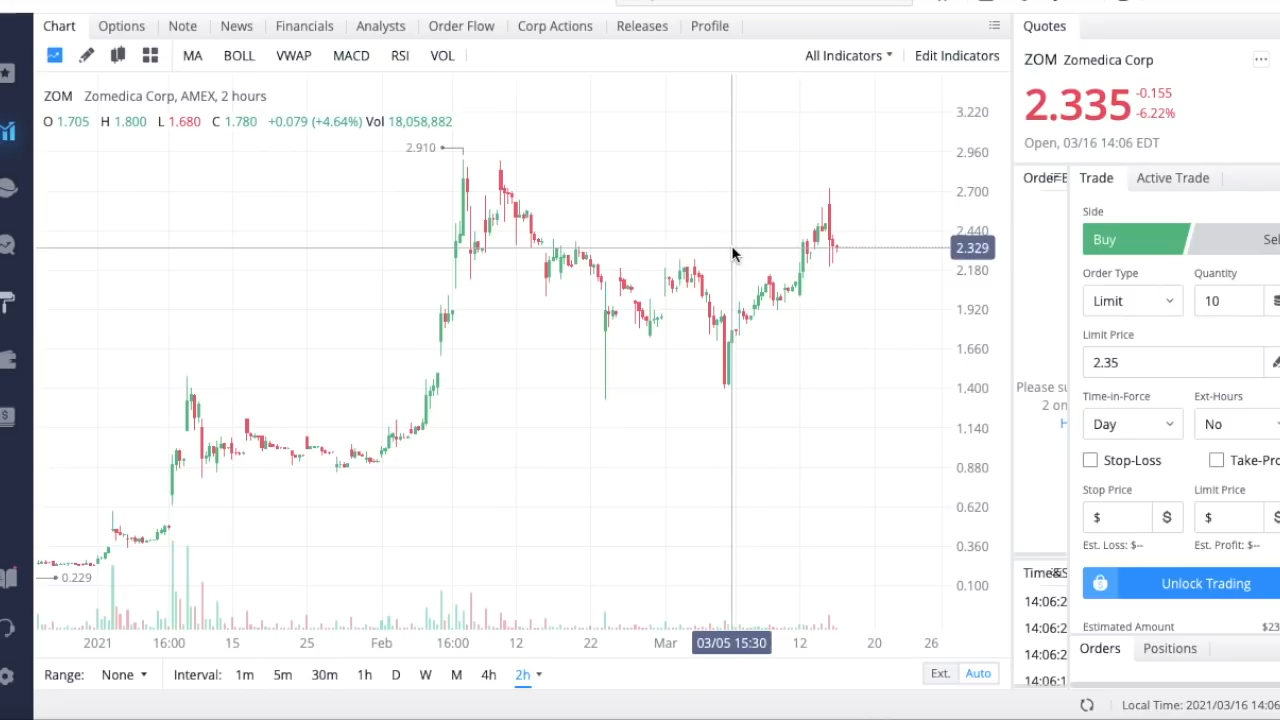 Chart Options Note News Financials Analysts Order Flow Corp Actions Releases Profile
MA BOLL VWAP MACD RSI VOL All Indicators Edit Indicators
ZOM Zomedica Corp, AMEX, 2 hours
O 1.705 H 1.800 L 1.680 C 1.780 +0.079 (+4.64%) Vol 13,058,882
2.910
0.229
3.220
2.960
2.700
2.440
2.329
2.180
1.920
1.660
1.400
1.140
0.880
0.620
0.360
0.100
2021 16:00 15 25 Feb 16:00 12 22 Mar 03/05 15:30 12 20 26
Range: None Interval: 1m 5m 30m 1h D W M 4h 2h Ext. Auto
Quotes
ZOM Zomedica Corp
2.335 -0.155
-6.22%
Open, 03/16 14:06 EDT
Trade Active Trade
Side
Buy
Order Type Quantity
Limit 10
Limit Price
2.35
Time-in-Force Ext-Hours
Day No
Stop-Loss
Stop Price Limit Price
$ $ $
Est. Loss: $-- Est. Profit: $--
Unlock Trading
Estimated Amount $23
Orders Positions
Please
2 on
14:06:2
14:06:2
14:06:2
14:06:1
Local Time: 2021/03/16 14:06